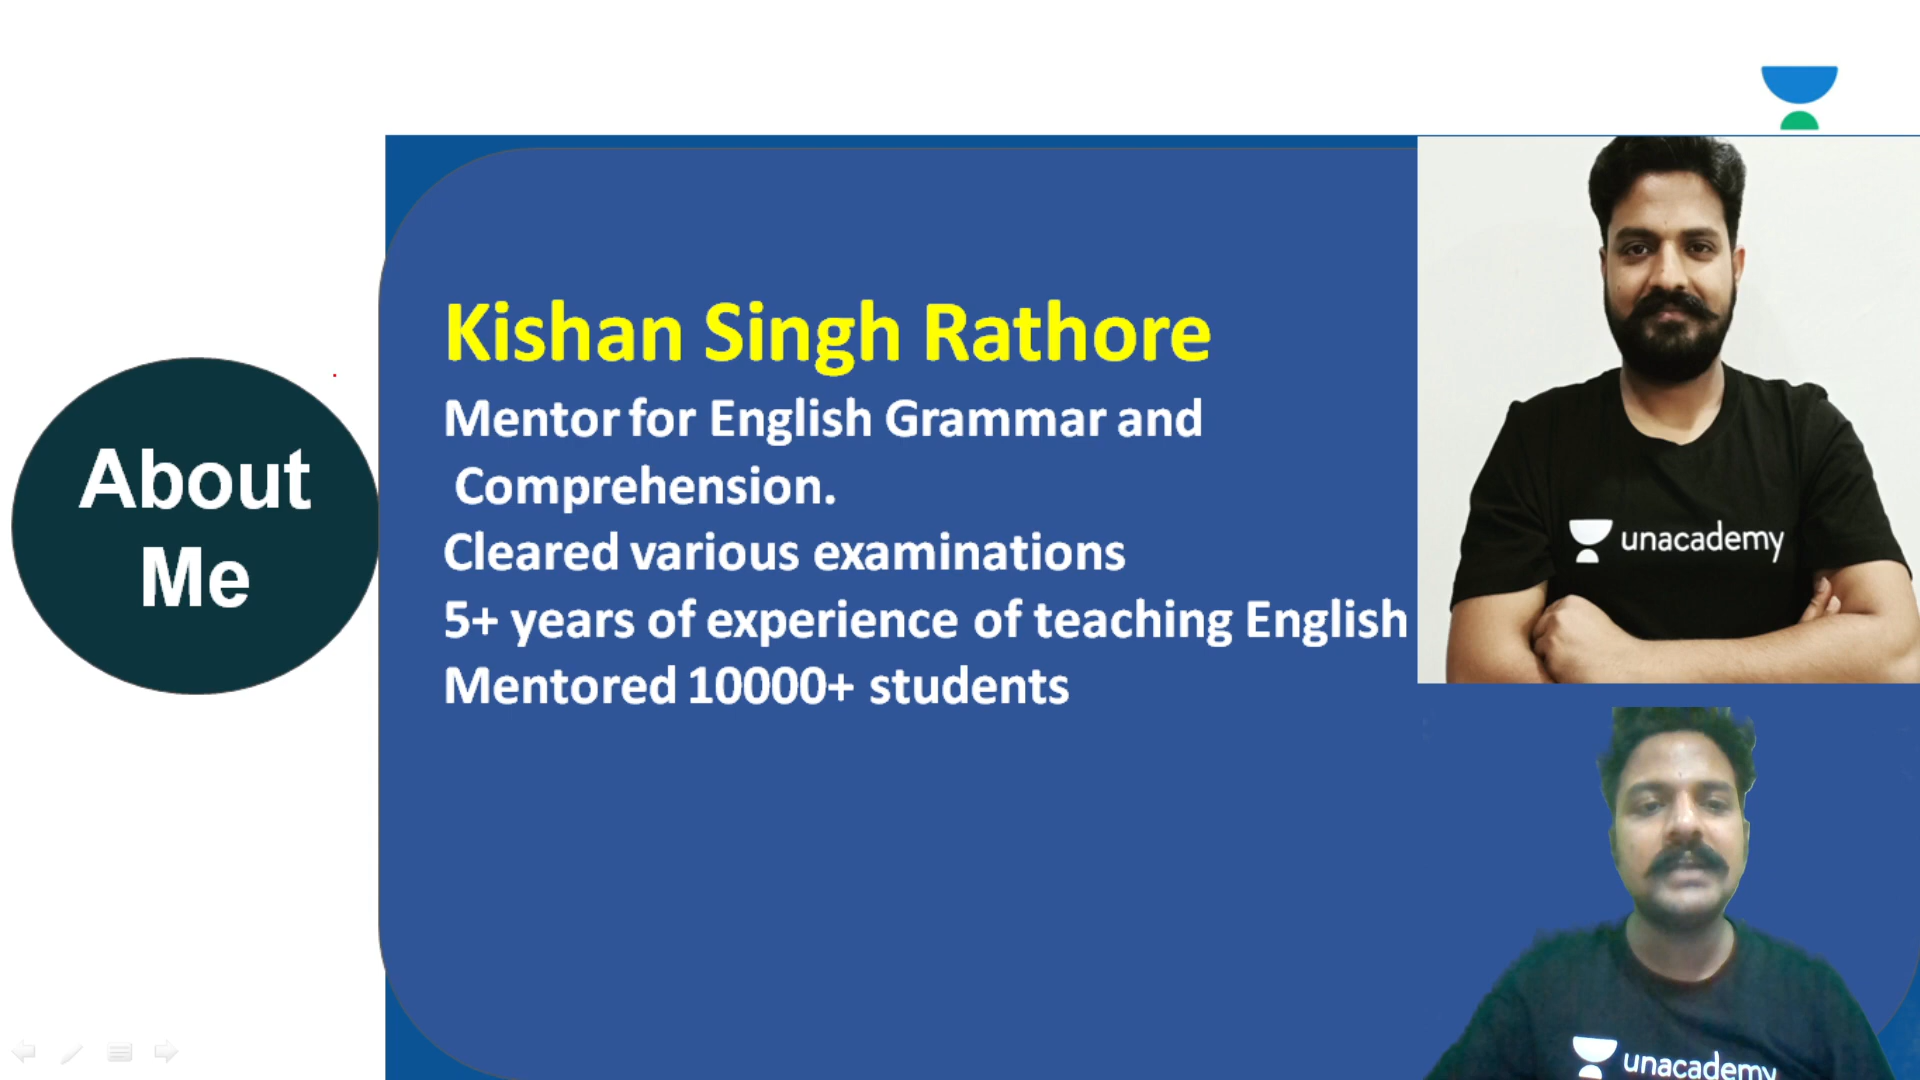 About
Me
Kishan Singh Rathore
Mentor for English Grammar and
Comprehension.
Cleared various examinations
5+ years of experience of teaching English
Mentored 10000+ students
unacademy
unacademy